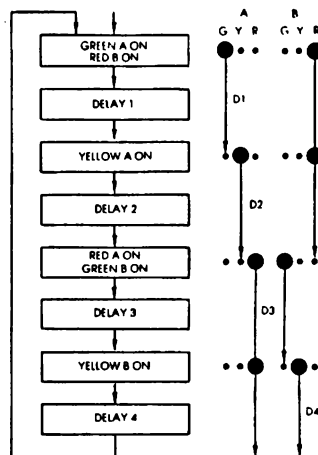 A B
G Y R G Y R
GREEN A ON
RED B ON
D1
DELAY 1
YELLOW A ON
D2
DELAY 2
RED A ON
GREEN B ON
D3
DELAY 3
YELLOW B ON
D4
DELAY 4